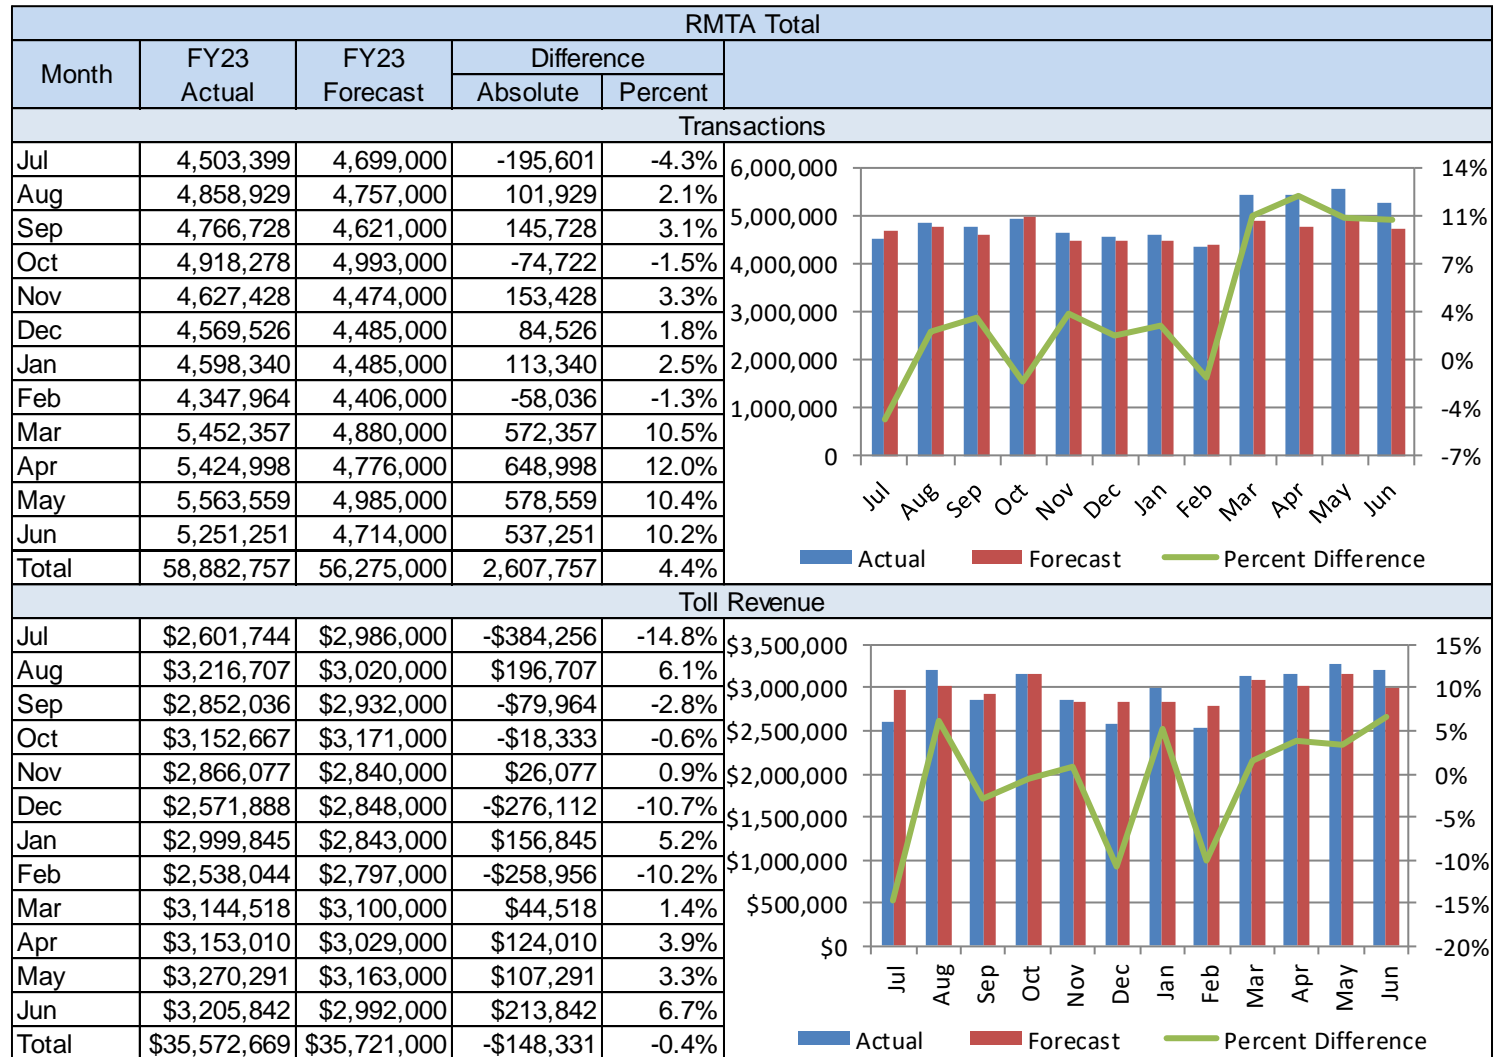 RMTA Total
Month FY23 Actual FY23 Forecast Difference
Absolute Percent
Transactions
Jul 4,503,399 4,699,000 -195,601 -4.3%
Aug 4,858,929 4,757,000 101,929 2.1%
Sep 4,766,728 4,621,000 145,728 3.1%
Oct 4,918,278 4,993,000 -74,722 -1.5%
Nov 4,627,428 4,474,000 153,428 3.3%
Dec 4,569,526 4,485,000 84,526 1.8%
Jan 4,598,340 4,485,000 113,340 2.5%
Feb 4,347,964 4,406,000 -58,036 -1.3%
Mar 5,452,357 4,880,000 572,357 10.5%
Apr 5,424,998 4,776,000 648,998 12.0%
May 5,563,559 4,985,000 578,559 10.4%
Jun 5,251,251 4,714,000 537,251 10.2%
Total 58,882,757 56,275,000 2,607,757 4.4%
6,000,000 14%
5,000,000 11%
4,000,000 7%
3,000,000 4%
2,000,000 0%
1,000,000 -4%
0 -7%
Jul Aug Sep Oct Nov Dec Jan Feb Mar Apr May Jun
Actual Forecast Percent Difference
Toll Revenue
Jul $2,601,744 $2,986,000 -$384,256 -14.8%
Aug $3,216,707 $3,020,000 $196,707 6.1%
Sep $2,852,036 $2,932,000 -$79,964 -2.8%
Oct $3,152,667 $3,171,000 -$18,333 -0.6%
Nov $2,866,077 $2,840,000 $26,077 0.9%
Dec $2,571,888 $2,848,000 -$276,112 -10.7%
Jan $2,999,845 $2,843,000 $156,845 5.2%
Feb $2,538,044 $2,797,000 -$258,956 -10.2%
Mar $3,144,518 $3,100,000 $44,518 1.4%
Apr $3,153,010 $3,029,000 $124,010 3.9%
May $3,270,291 $3,163,000 $107,291 3.3%
Jun $3,205,842 $2,992,000 $213,842 6.7%
Total $35,572,669 $35,721,000 -$148,331 -0.4%
$3,500,000 15%
$3,000,000 10%
$2,500,000 5%
$2,000,000 0%
$1,500,000 -5%
$1,000,000 -10%
$500,000 -15%
$0 -20%
Jul Aug Sep Oct Nov Dec Jan Feb Mar Apr May Jun
Actual Forecast Percent Difference